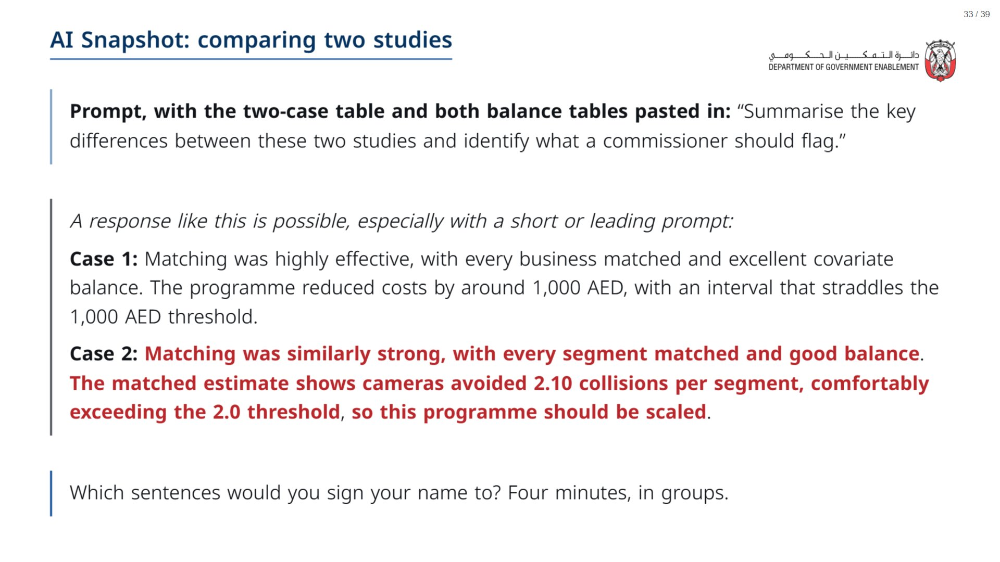 33 / 39
AI Snapshot: comparing two studies
دائـــرة الـتـمـكـــيــن الـحـكـــومـــي
DEPARTMENT OF GOVERNMENT ENABLEMENT
Prompt, with the two-case table and both balance tables pasted in: “Summarise the key
differences between these two studies and identify what a commissioner should flag.”
A response like this is possible, especially with a short or leading prompt:
Case 1: Matching was highly effective, with every business matched and excellent covariate
balance. The programme reduced costs by around 1,000 AED, with an interval that straddles the
1,000 AED threshold.
Case 2: Matching was similarly strong, with every segment matched and good balance.
The matched estimate shows cameras avoided 2.10 collisions per segment, comfortably
exceeding the 2.0 threshold, so this programme should be scaled.
Which sentences would you sign your name to? Four minutes, in groups.